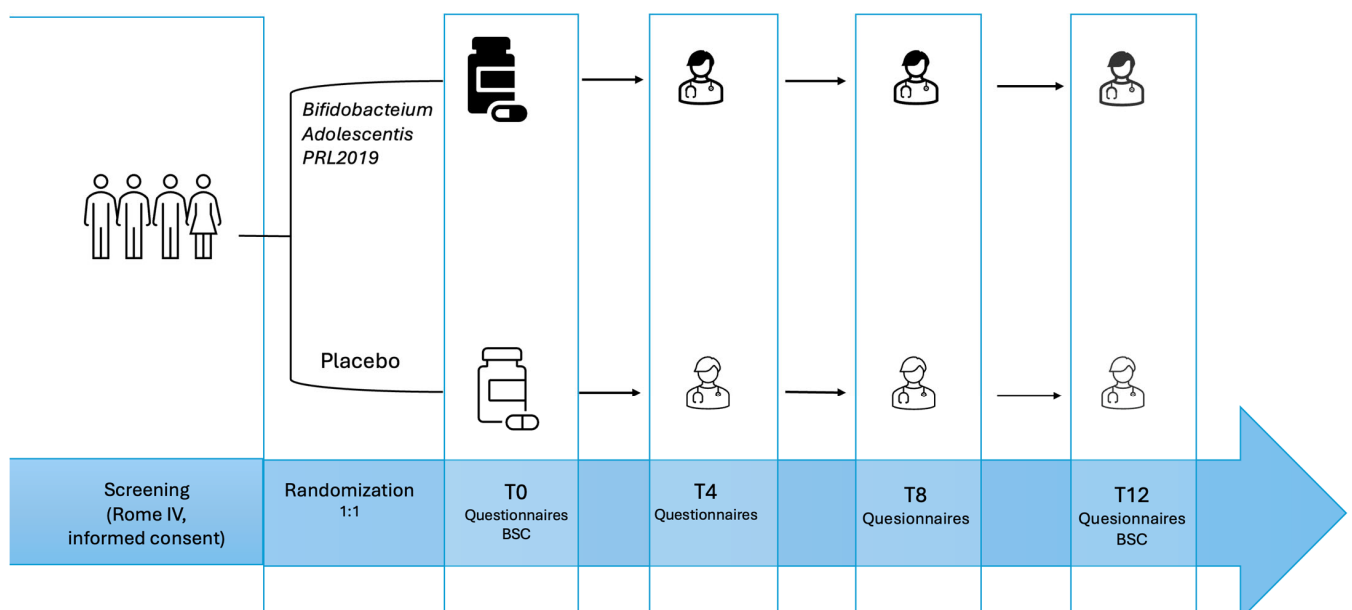 Bifidobacteium
Adolescentis
PRL2019
Placebo
Screening
(Rome IV,
informed consent)
Randomization
1:1
T0
Questionnaires
BSC
T4
Questionnaires
T8
Quesionnaires
T12
Quesionnaires
BSC